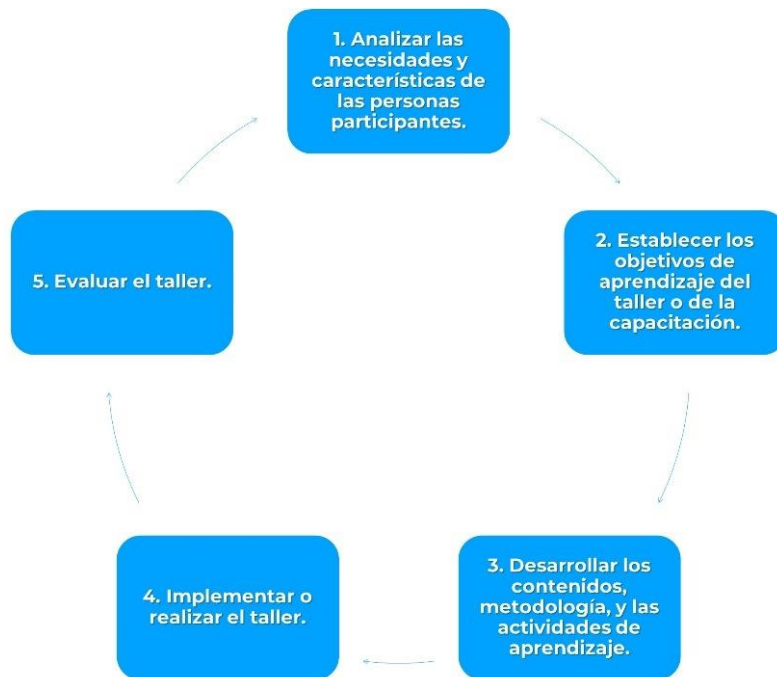 1. Analizar las
necesidades y
características de
las personas
participantes.
2. Establecer los
objetivos de
aprendizaje del
taller o de la
capacitación.
3. Desarrollar los
contenidos,
metodología, y las
actividades de
aprendizaje.
4. Implementar o
realizar el taller.
5. Evaluar el taller.